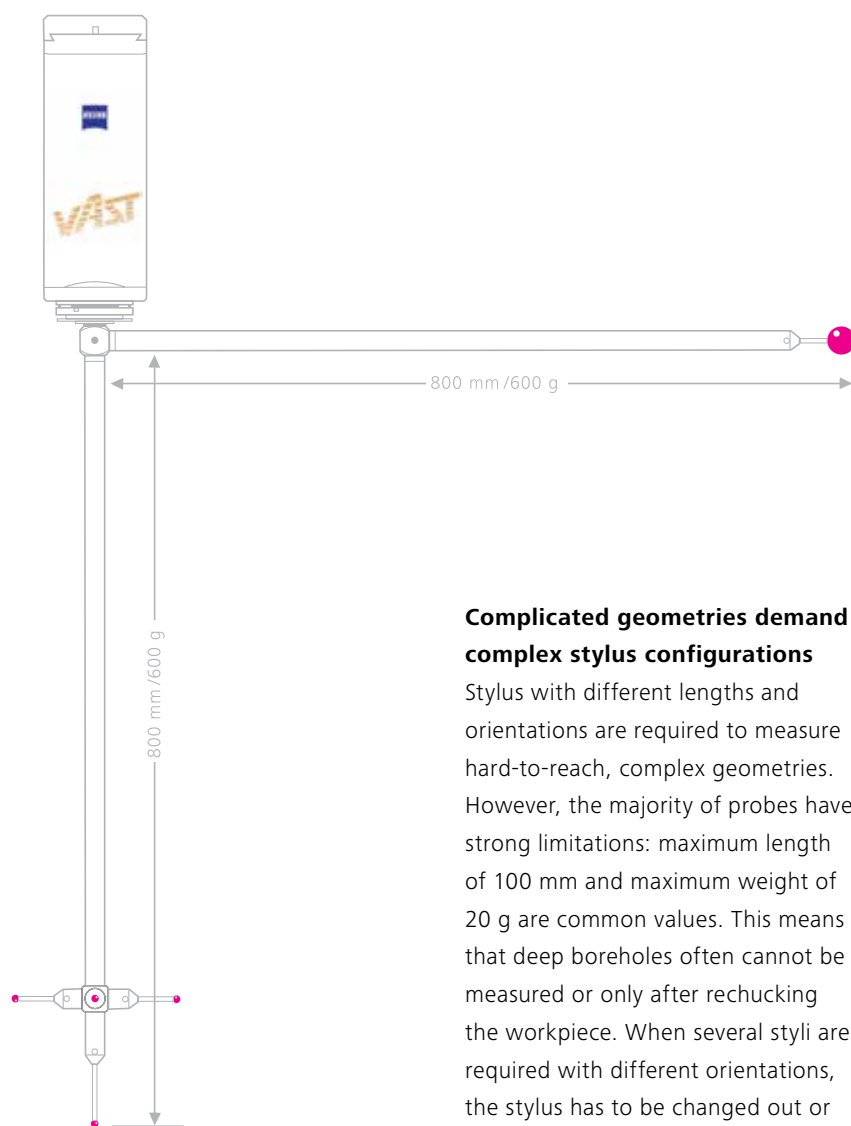 ZEISS
VAST
800 mm/600 g
800 mm/600 g
Complicated geometries demand
complex stylus configurations
Stylus with different lengths and
orientations are required to measure
hard-to-reach, complex geometries.
However, the majority of probes have
strong limitations: maximum length
of 100 mm and maximum weight of
20 g are common values. This means
that deep boreholes often cannot be
measured or only after rechucking
the workpiece. When several styli are
required with different orientations,
the stylus has to be changed out or